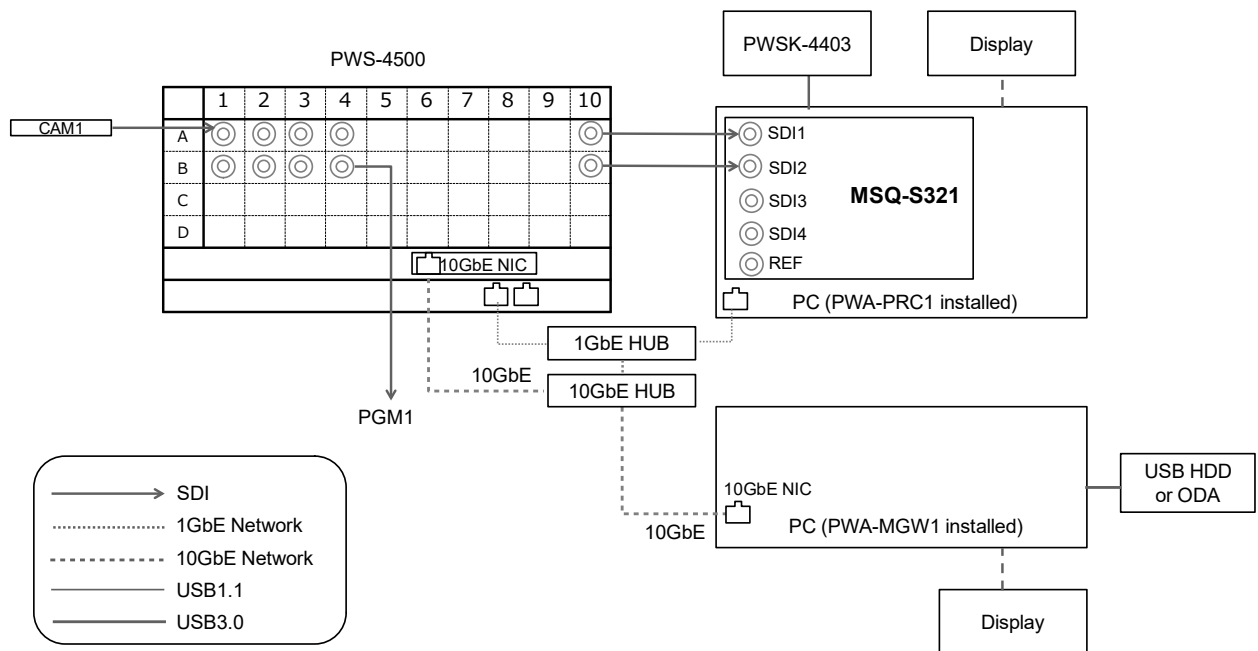 PWS-4500
PWSK-4403
Display
1 2 3 4 5 6 7 8 9 10
CAM1
A
B
C
D
10GbE NIC
SDI1
SDI2
SDI3
SDI4
REF
MSQ-S321
PC (PWA-PRC1 installed)
1GbE HUB
10GbE
10GbE HUB
PGM1
10GbE NIC
10GbE
PC (PWA-MGW1 installed)
USB HDD
or ODA
Display
SDI
1GbE Network
10GbE Network
USB1.1
USB3.0